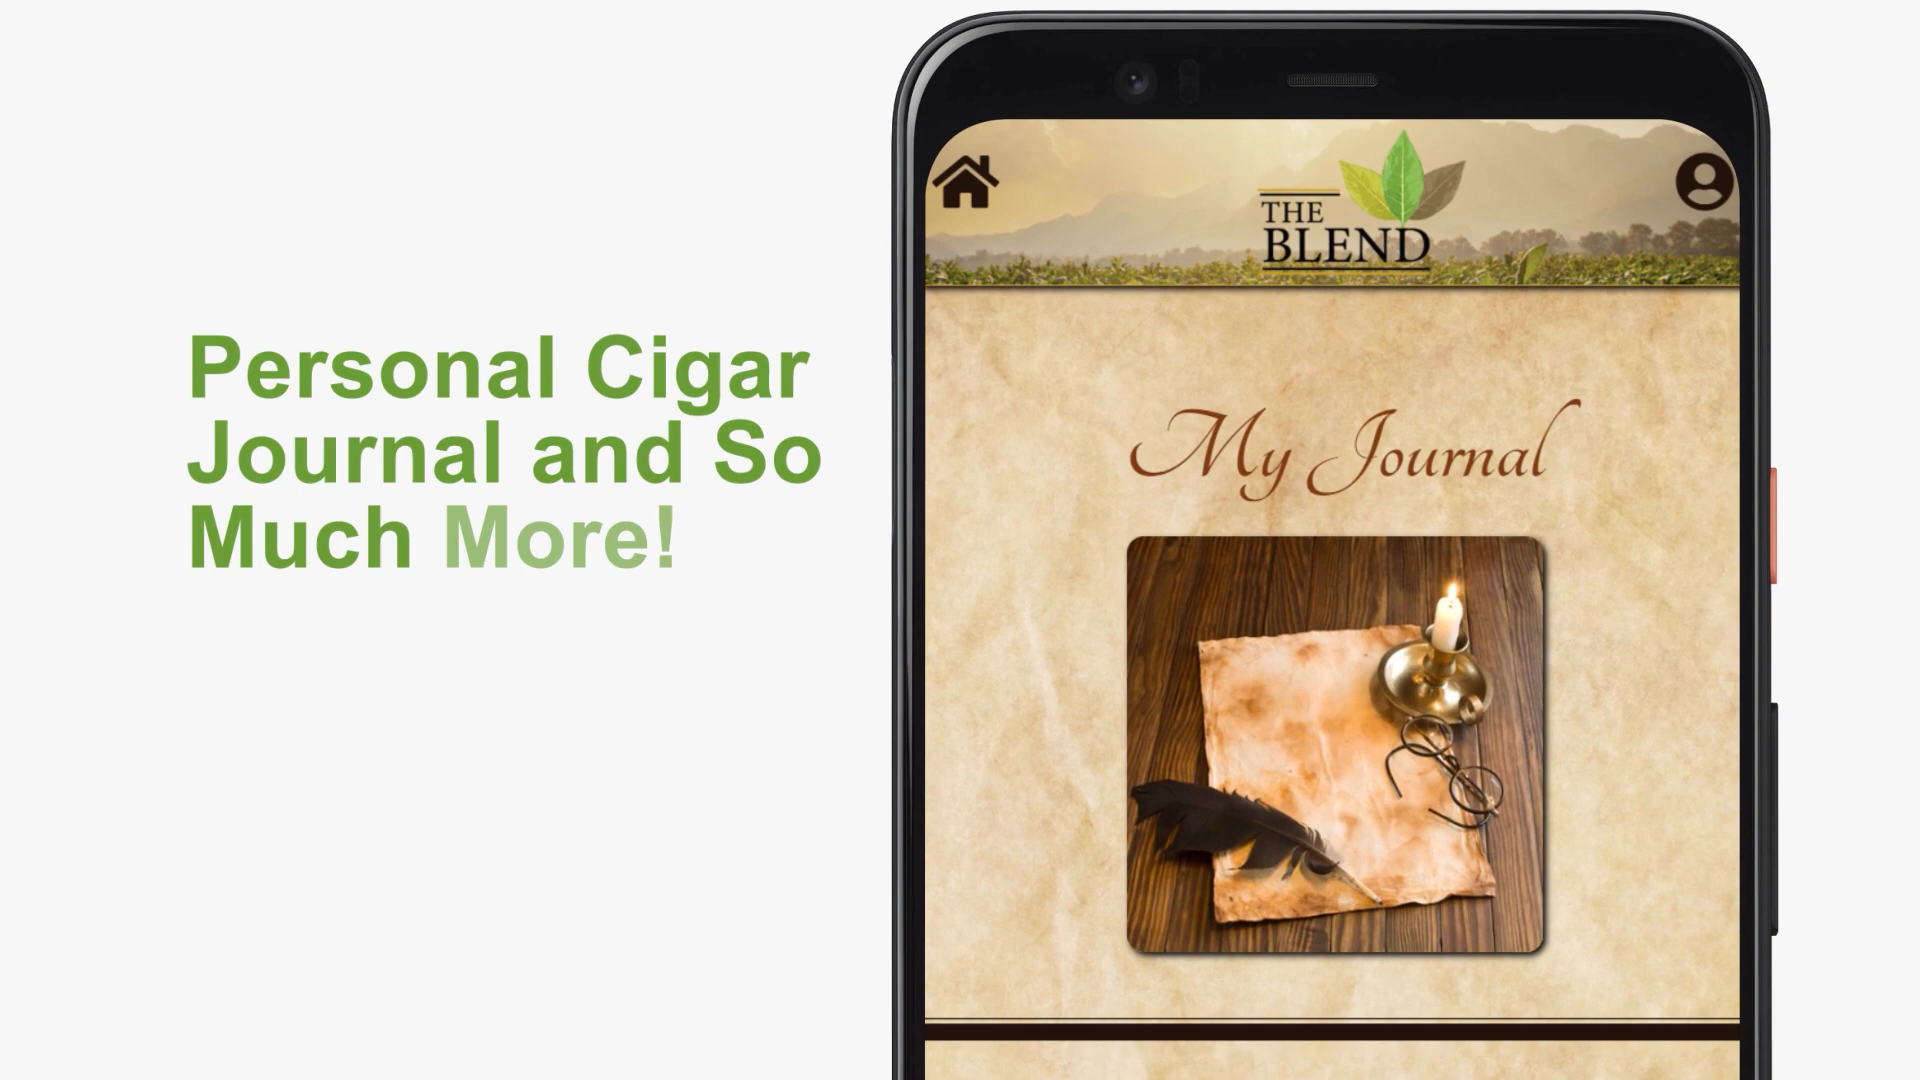 Personal Cigar
Journal and So
Much More!
THE
BLEND
My Journal